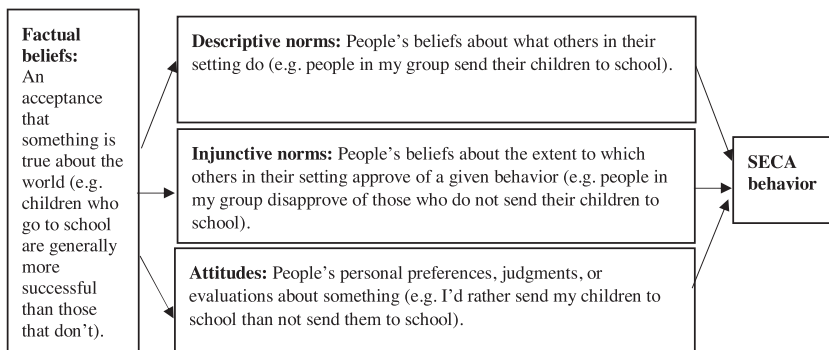 Factual
beliefs:
An
acceptance
that
something is
true about the
world (e.g.
children who
go to school
are generally
more
successful
than those
that don't).
Descriptive norms: People's beliefs about what others in their
setting do (e.g. people in my group send their children to school).
Injunctive norms: People's beliefs about the extent to which
others in their setting approve of a given behavior (e.g. people in
my group disapprove of those who do not send their children to
school).
Attitudes: People's personal preferences, judgments, or
evaluations about something (e.g. I'd rather send my children to
school than not send them to school).
SECA
behavior